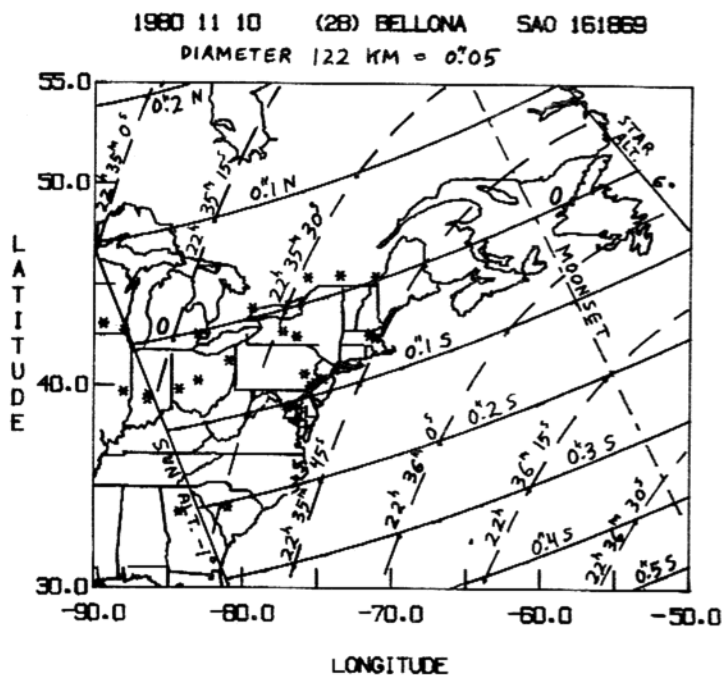 1980 11 10 (28) BELLONA SAO 161869
DIAMETER 122 KM = 0".05
55.0
50.0
40.0
30.0
LATITUDE
0".2 N
22h 35m 0s
22h 35m 15s
0".1 N
22h 35m 30s
0
STAR ALT. 6°
MOONSET
0
0".1 S
0".2 S
0".3 S
0".4 S
0".5 S
SUN ALT. -1°
22h 35m 45s
22h 36m 0s
22h 36m 15s
22h 36m 30s
-90.0 -80.0 -70.0 -60.0 -50.0
LONGITUDE